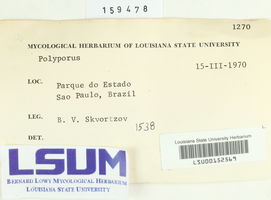 159478
1270
MYCOLOGICAL HERBARIUM OF LOUISIANA STATE UNIVERSITY
Polyporus
15-III-1970
LOC. Parque do Estado
Sao Paulo, Brazil
LEG. B. V. Skvortzov
1538
DET.
Louisiana State University Herbarium
LSU00152569
LSUM
BERNARD LOWY MYCOLOGICAL HERBARIUM
LOUISIANA STATE UNIVERSITY